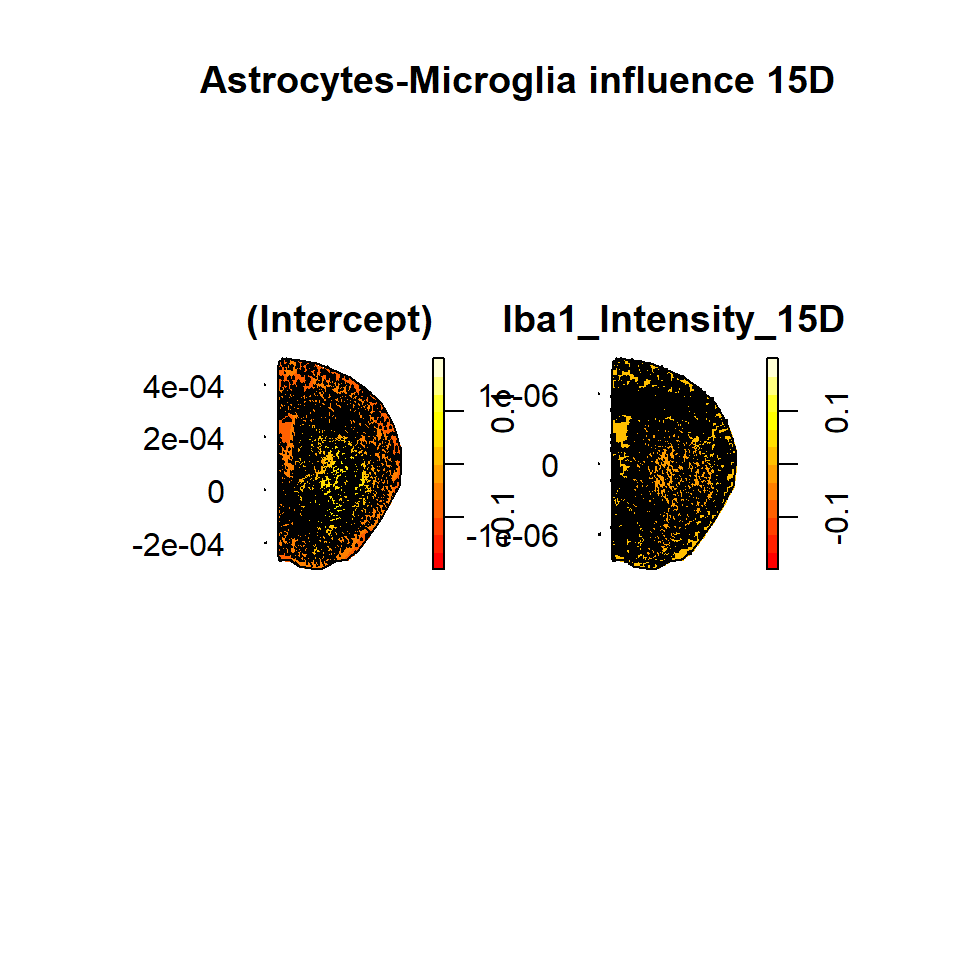 Astrocytes-Microglia influence 15D
(Intercept)
4e-04
2e-04
0
-2e-04
0.1
-0.1
Iba1_Intensity_15D
1e-06
0
-1e-06
0.1
-0.1